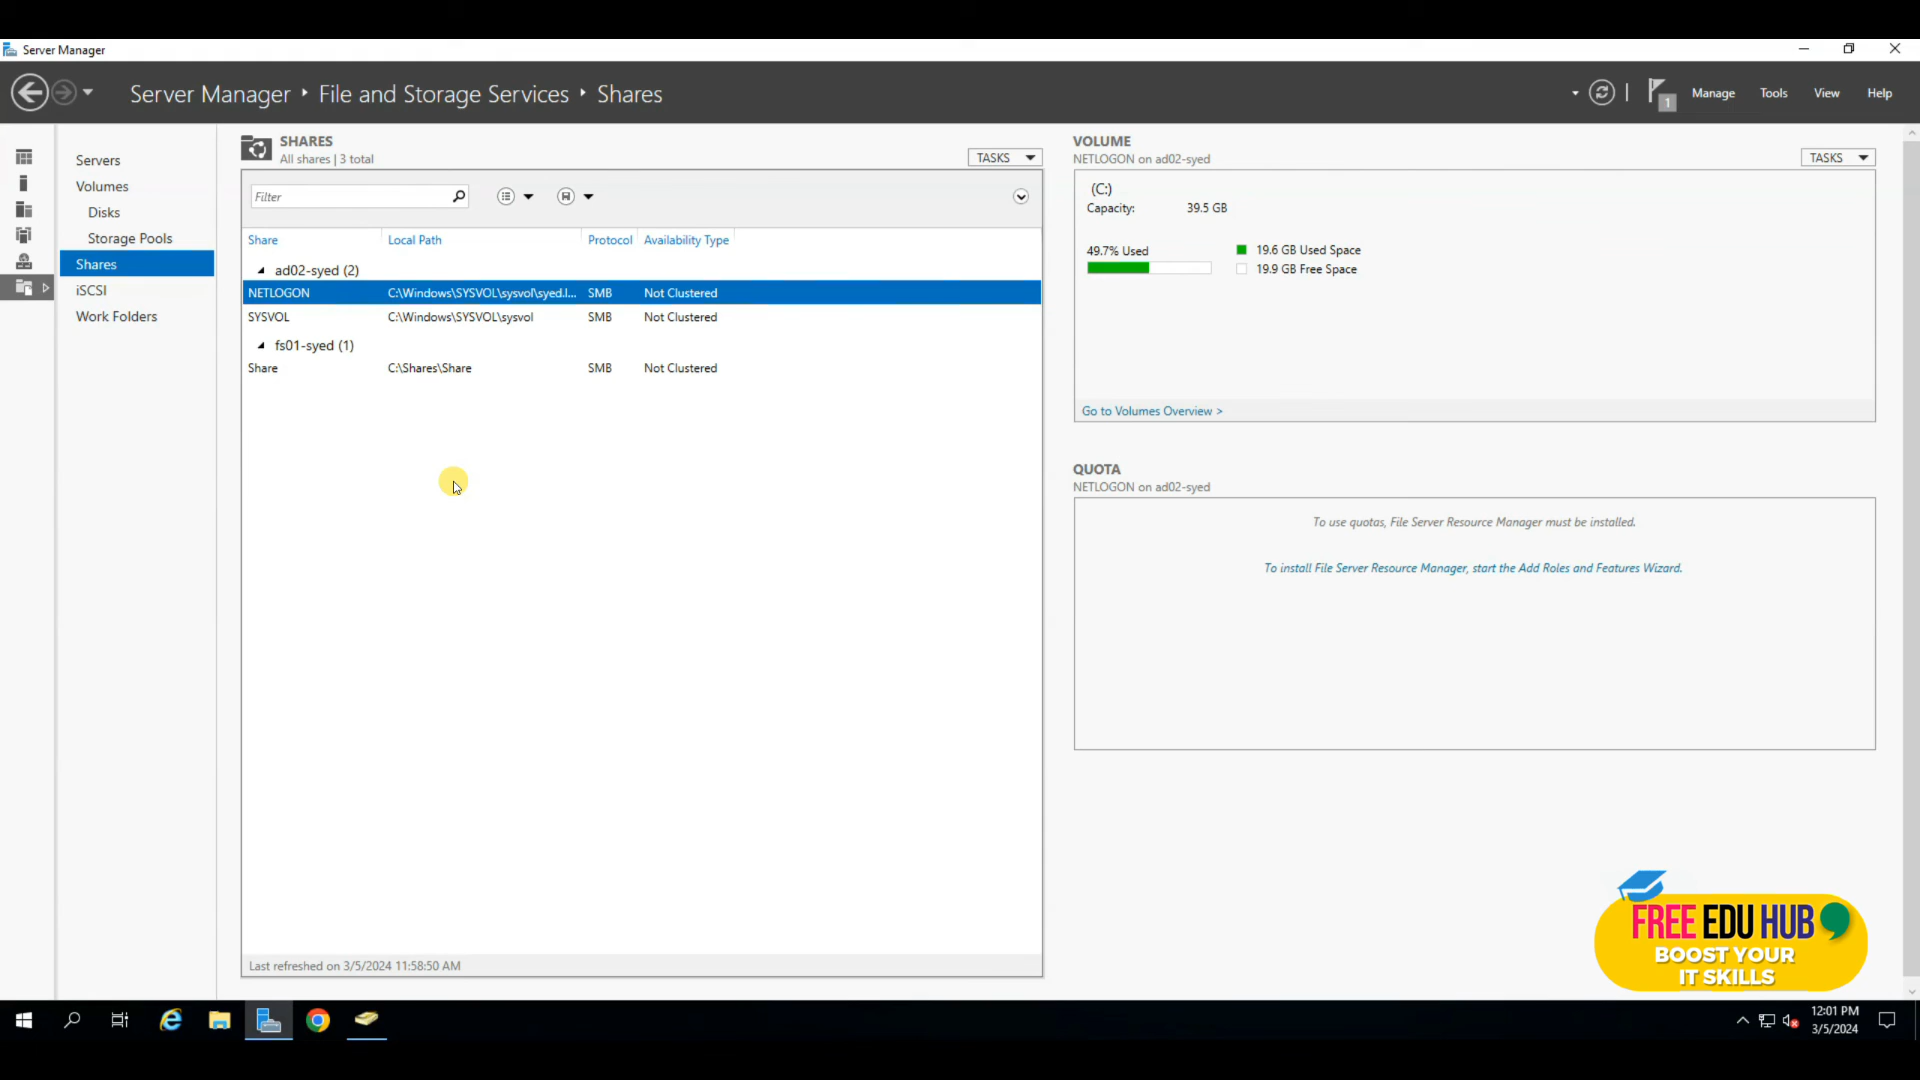 Server Manager
Server Manager ‣ File and Storage Services ‣ Shares
1
Manage
Tools
View
Help
Servers
Volumes
Disks
Storage Pools
Shares
iSCSI
Work Folders
SHARES
All shares | 3 total
TASKS
Filter
Share Local Path Protocol Availability Type
ad02-syed (2)
NETLOGON C:\Windows\SYSVOL\sysvol\syed.l... SMB Not Clustered
SYSVOL C:\Windows\SYSVOL\sysvol SMB Not Clustered
fs01-syed (1)
Share C:\Shares\Share SMB Not Clustered
Last refreshed on 3/5/2024 11:58:50 AM
VOLUME
NETLOGON on ad02-syed
TASKS
(C:)
Capacity: 39.5 GB
49.7% Used
19.6 GB Used Space
19.9 GB Free Space
Go to Volumes Overview >
QUOTA
NETLOGON on ad02-syed
To use quotas, File Server Resource Manager must be installed.
To install File Server Resource Manager, start the Add Roles and Features Wizard.
FREE EDU HUB
BOOST YOUR
IT SKILLS
12:01 PM
3/5/2024